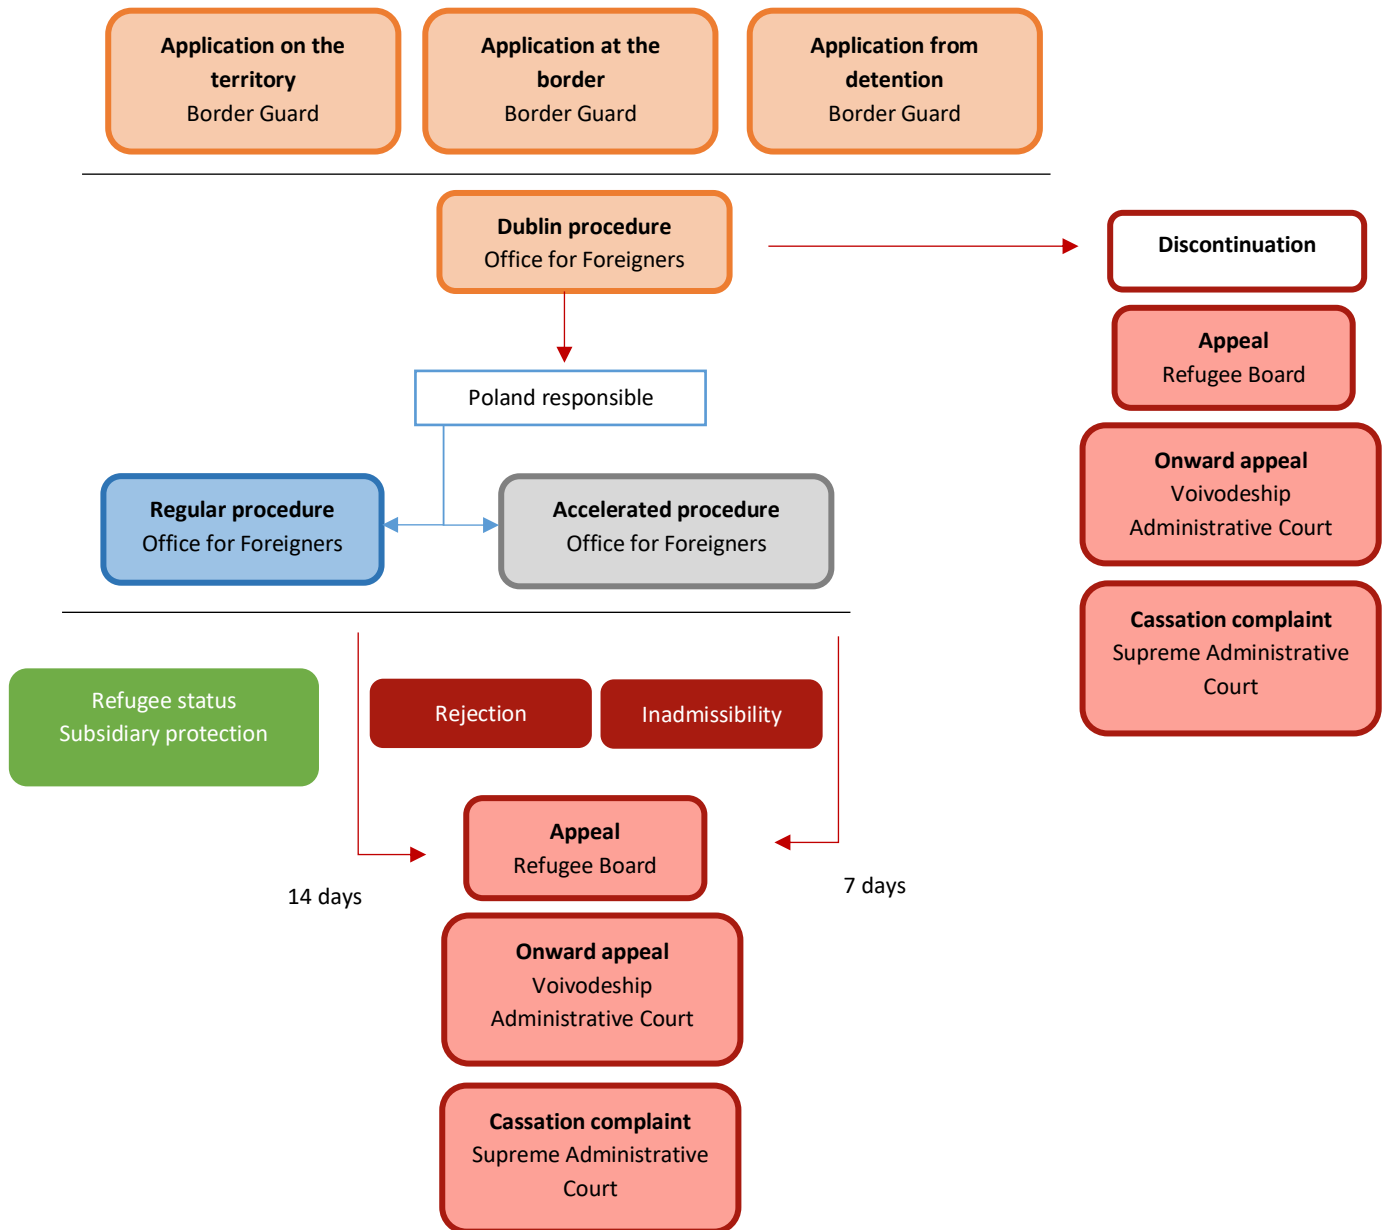 Application on the
territory
Border Guard
Application at the
border
Border Guard
Application from
detention
Border Guard
Dublin procedure
Office for Foreigners
Discontinuation
Appeal
Refugee Board
Onward appeal
Voivodeship
Administrative Court
Cassation complaint
Supreme Administrative
Court
Poland responsible
Regular procedure
Office for Foreigners
Accelerated procedure
Office for Foreigners
Refugee status
Subsidiary protection
Rejection
Inadmissibility
Appeal
Refugee Board
14 days
7 days
Onward appeal
Voivodeship
Administrative Court
Cassation complaint
Supreme Administrative
Court